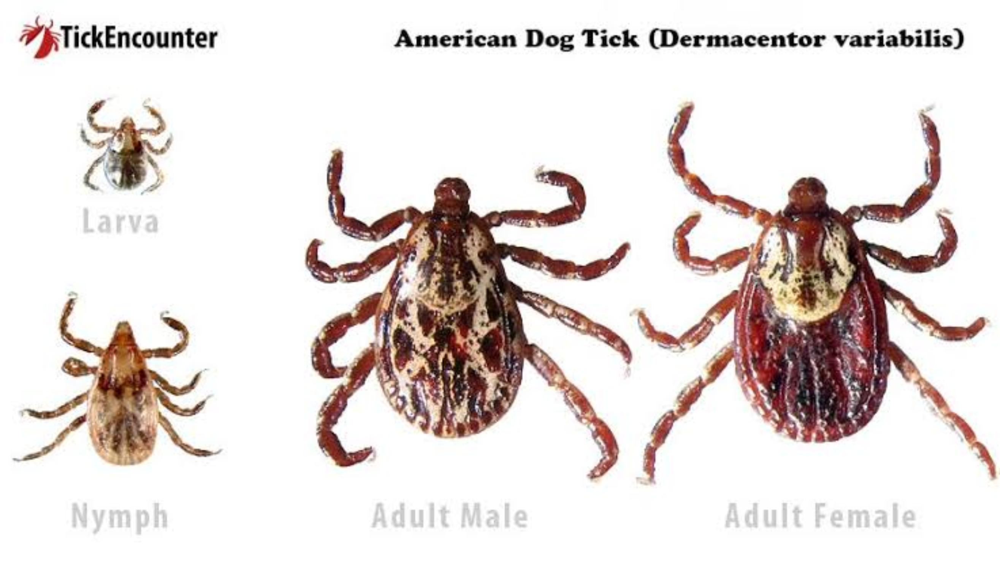 TickEncounter
American Dog Tick (Dermacentor variabilis)
Larva
Nymph
Adult Male
Adult Female